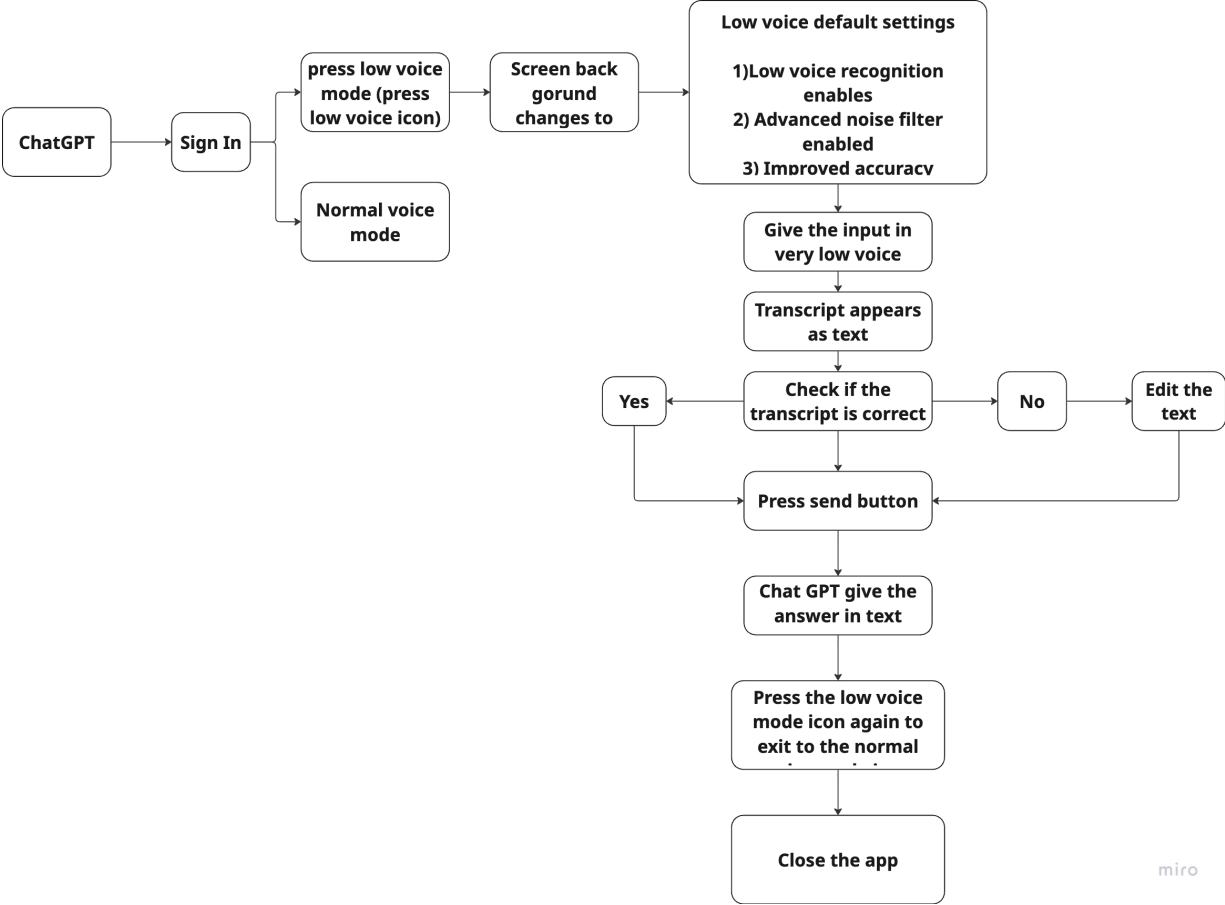 ChatGPT
Sign In
press low voice
mode (press
low voice icon)
Normal voice
mode
Screen back
gorund
changes to
Low voice default settings
1)Low voice recognition
enables
2) Advanced noise filter
enabled
3) Improved accuracy
Give the input in
very low voice
Transcript appears
as text
Check if the
transcript is correct
Yes
No
Edit the
text
Press send button
Chat GPT give the
answer in text
Press the low voice
mode icon again to
exit to the normal
Close the app
miro